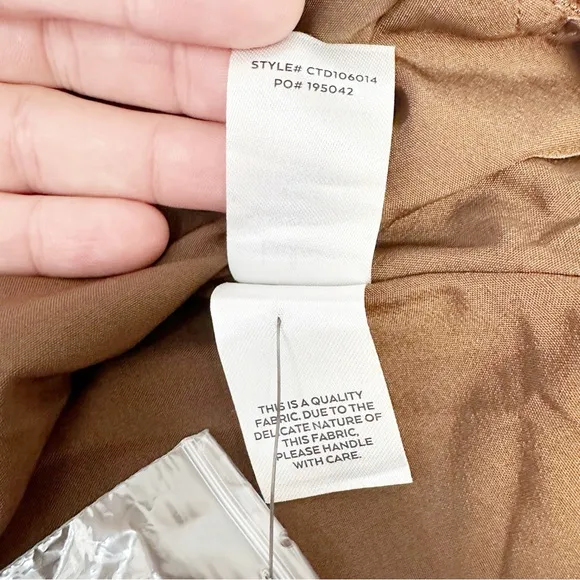 STYLE# CTD106014
PO# 195042
THIS IS A QUALITY
FABRIC. DUE TO THE
DELICATE NATURE OF
THIS FABRIC,
PLEASE HANDLE
WITH CARE.